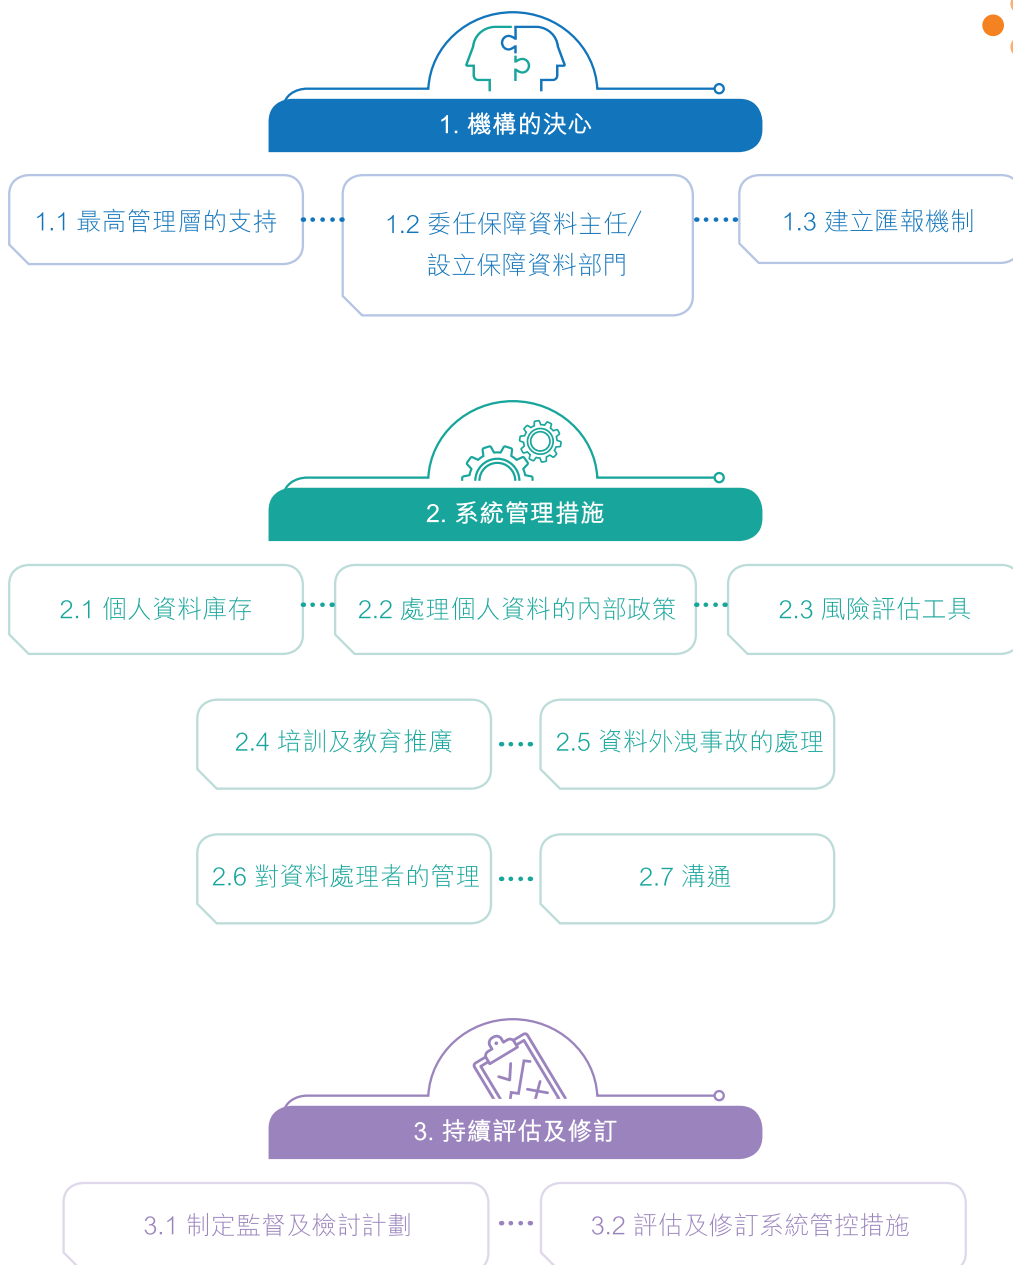 1. 機構的決心
1.1 最高管理層的支持
1.2 委任保障資料主任/
設立保障資料部門
1.3 建立匯報機制
2. 系統管理措施
2.1 個人資料庫存
2.2 處理個人資料的內部政策
2.3 風險評估工具
2.4 培訓及教育推廣
2.5 資料外洩事故的處理
2.6 對資料處理者的管理
2.7 溝通
3. 持續評估及修訂
3.1 制定監督及檢討計劃
3.2 評估及修訂系統管控措施